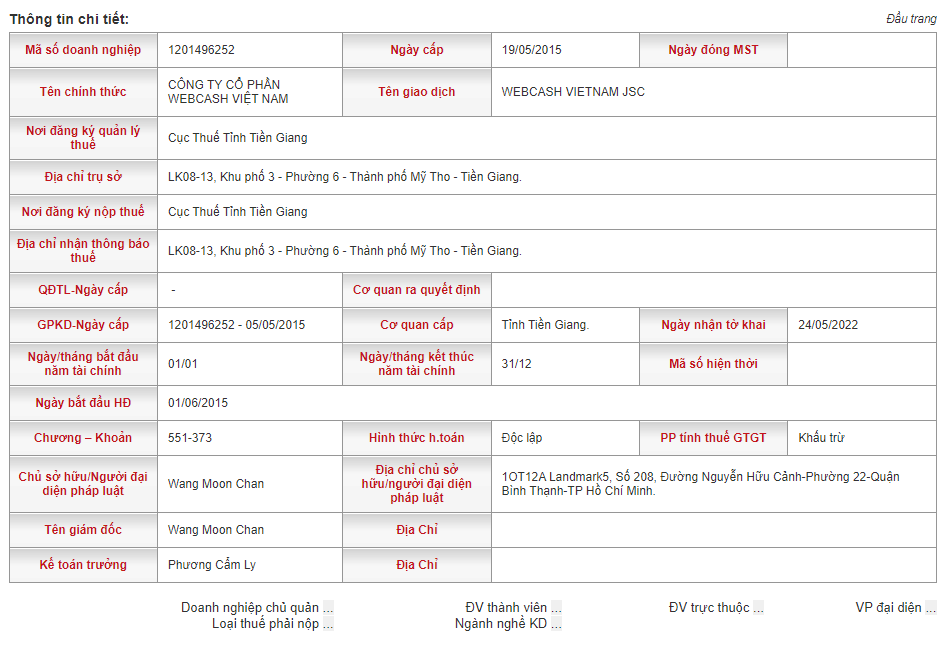 Thông tin chi tiết:
Đầu trang
Mã số doanh nghiệp 1201496252 Ngày cấp 19/05/2015 Ngày đóng MST
Tên chính thức CÔNG TY CỔ PHẦN WEBCASH VIỆT NAM Tên giao dịch WEBCASH VIETNAM JSC
Nơi đăng ký quản lý thuế Cục Thuế Tỉnh Tiền Giang
Địa chỉ trụ sở LK08-13, Khu phố 3 - Phường 6 - Thành phố Mỹ Tho - Tiền Giang.
Nơi đăng ký nộp thuế Cục Thuế Tỉnh Tiền Giang
Địa chỉ nhận thông báo thuế LK08-13, Khu phố 3 - Phường 6 - Thành phố Mỹ Tho - Tiền Giang.
QĐTL-Ngày cấp - Cơ quan ra quyết định
GPKD-Ngày cấp 1201496252 - 05/05/2015 Cơ quan cấp Tỉnh Tiền Giang. Ngày nhận tờ khai 24/05/2022
Ngày/tháng bắt đầu năm tài chính 01/01 Ngày/tháng kết thúc năm tài chính 31/12 Mã số hiện thời
Ngày bắt đầu HĐ 01/06/2015
Chương – Khoản 551-373 Hình thức h.toán Độc lập PP tính thuế GTGT Khấu trừ
Chủ sở hữu/Người đại diện pháp luật Wang Moon Chan Địa chỉ chủ sở hữu/người đại diện pháp luật 1OT12A Landmark5, Số 208, Đường Nguyễn Hữu Cảnh-Phường 22-Quận Bình Thạnh-TP Hồ Chí Minh.
Tên giám đốc Wang Moon Chan Địa Chỉ
Kế toán trưởng Phương Cẩm Ly Địa Chỉ
Doanh nghiệp chủ quản ... ĐV thành viên ... ĐV trực thuộc ... VP đại diện ...
Loại thuế phải nộp ... Ngành nghề KD ...